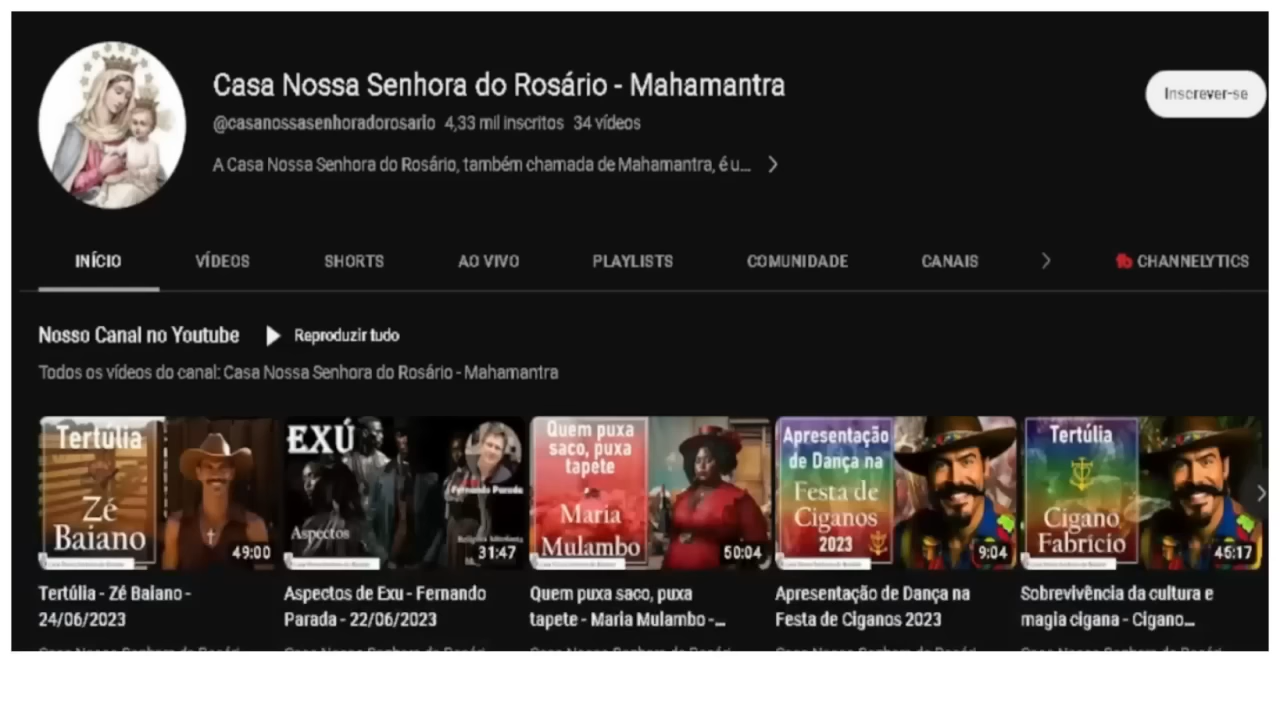 Casa Nossa Senhora do Rosário - Mahamantra
Inscrever-se
@casanossasenhoradorosario 4,33 mil inscritos 34 vídeos
A Casa Nossa Senhora do Rosário, também chamada de Mahamantra, é u...
INÍCIO VÍDEOS SHORTS AO VIVO PLAYLISTS COMUNIDADE CANAIS CHANNELYTICS
Nosso Canal no Youtube Reproduzir tudo
Todos os vídeos do canal: Casa Nossa Senhora do Rosário - Mahamantra
Tertúlia
Zé
Baiano
49:00
EXÚ
Fernando Parada
Aspectos
31:47
Quem puxa
saco, puxa
tapete
Maria
Mulambo
50:04
Apresentação
de Dança na
Festa de
Ciganos
2023
9:04
Tertúlia
Cigano
Fabrício
45:17
Tertúlia - Zé Baiano -
24/06/2023
Aspectos de Exu - Fernando
Parada - 22/06/2023
Quem puxa saco, puxa
tapete - Maria Mulambo -...
Apresentação de Dança na
Festa de Ciganos 2023
Sobrevivência da cultura e
magia cigana - Cigano...